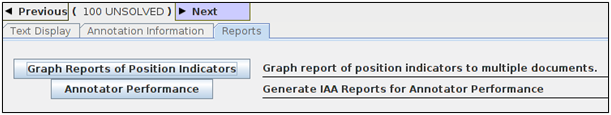 ◄ Previous ( 100 UNSOLVED ) ► Next
Text Display Annotation Information Reports
Graph Reports of Position Indicators Graph report of position indicators to multiple documents.
Annotator Performance Generate IAA Reports for Annotator Performance